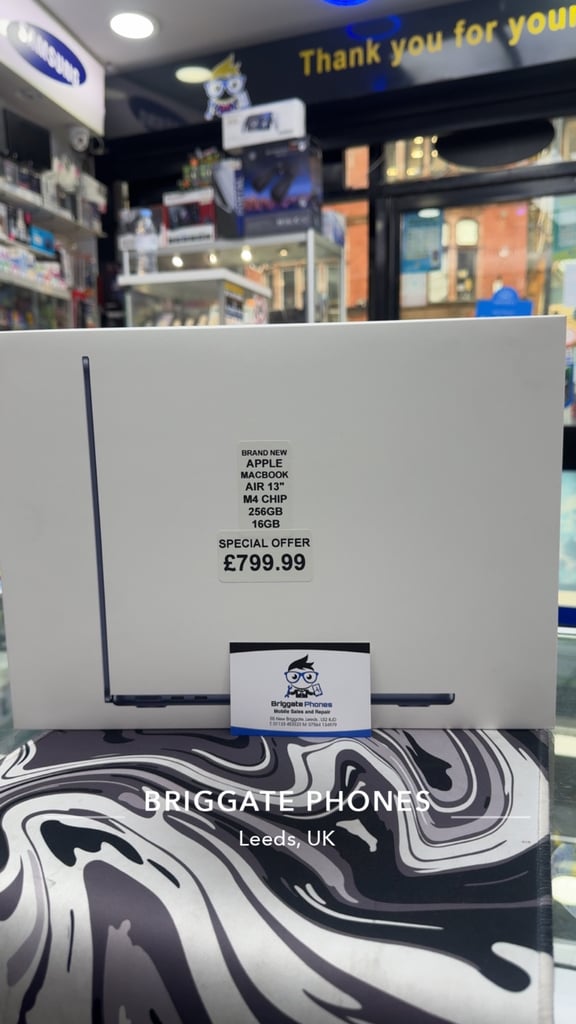 SAMSUNG
Thank you for your
BRAND NEW
APPLE
MACBOOK
AIR 13"
M4 CHIP
256GB
16GB
SPECIAL OFFER
£799.99
Briggate Phones
Mobile Sales and Repair
BRIGGATE PHONES
Leeds, UK